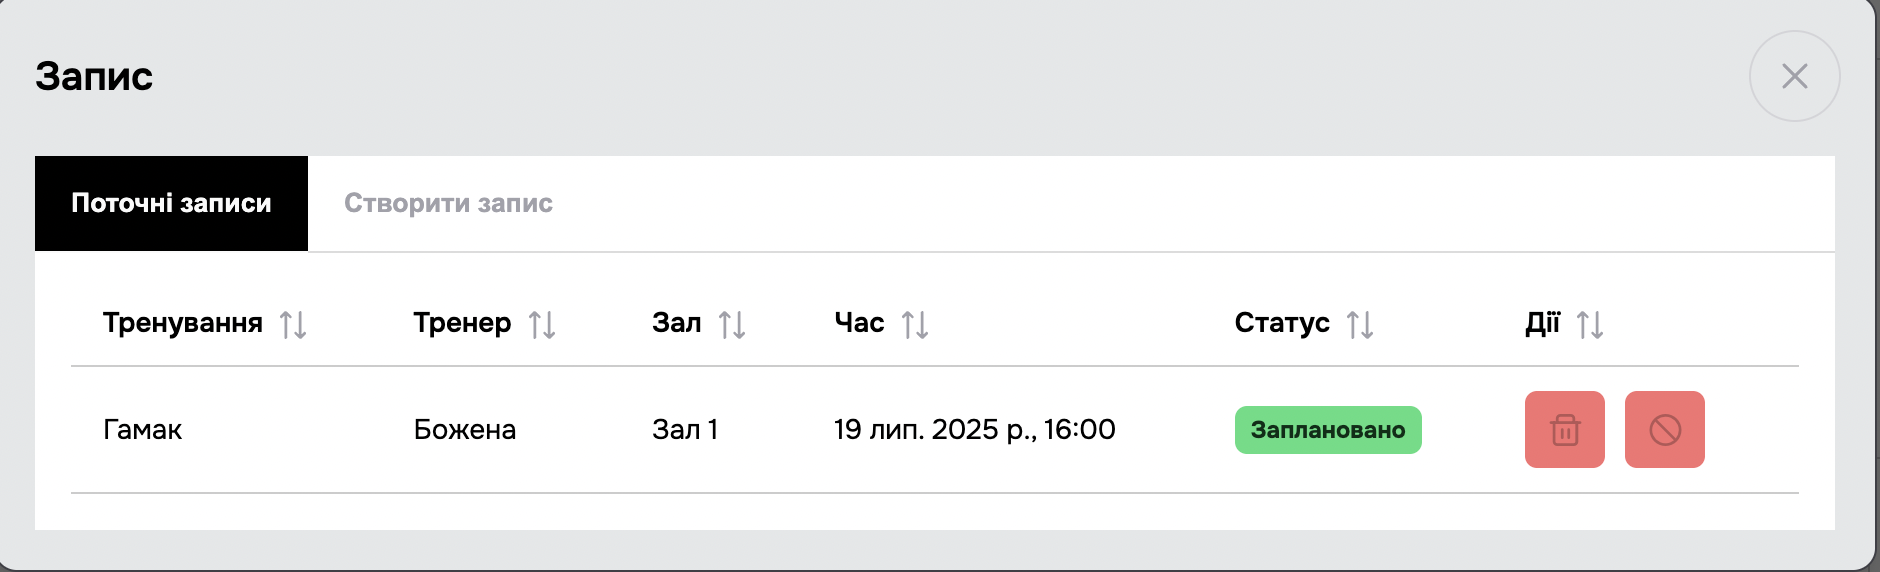 Запис
Поточні записи Створити запис
Тренування Тренер Зал Час Статус Дії
Гамак Божена Зал 1 19 лип. 2025 р., 16:00 Заплановано